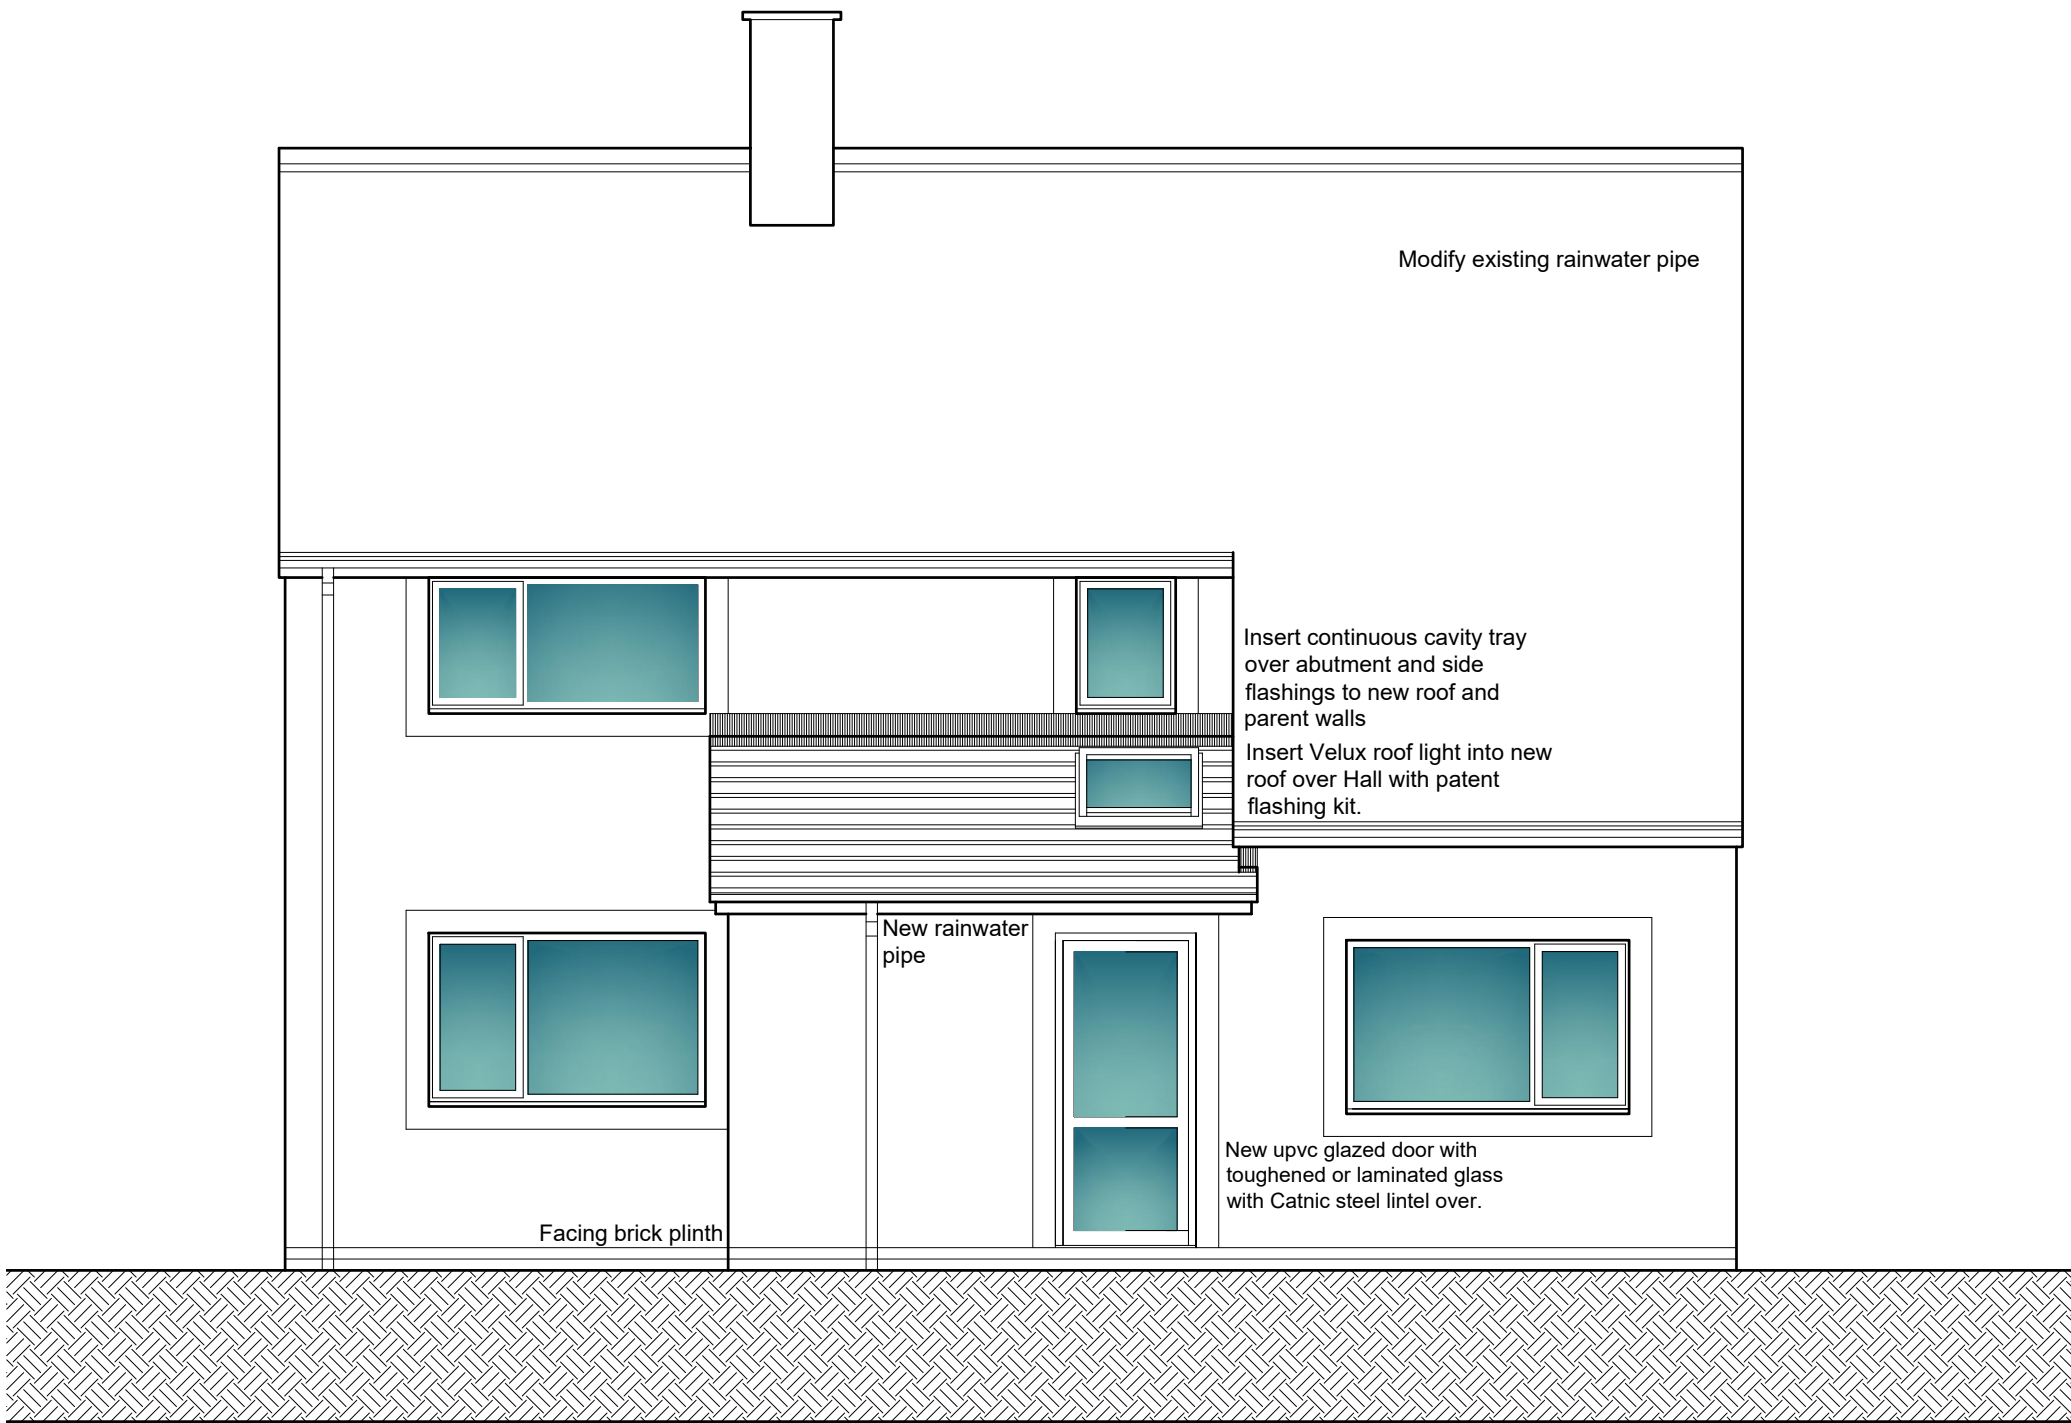 Modify existing rainwater pipe
Insert continuous cavity tray
over abutment and side
flashings to new roof and
parent walls
Insert Velux roof light into new
roof over Hall with patent
flashing kit.
New rainwater
pipe
New upvc glazed door with
toughened or laminated glass
with Catnic steel lintel over.
Facing brick plinth